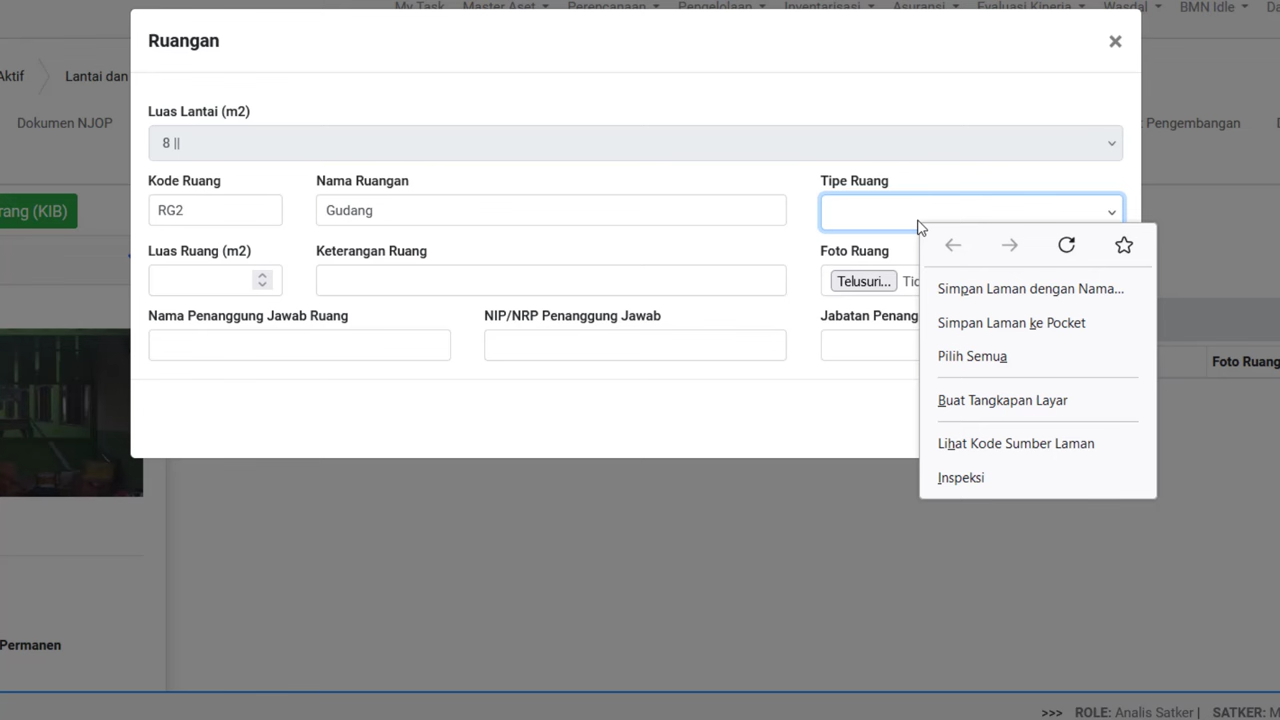 My Task Master Aset Perencanaan Pengelolaan Inventarisasi Asuransi Evaluasi Kinerja Wasdal BMN Idle
Ruangan
×
Aktif
Lantai dan
Dokumen NJOP
Pengembangan
rang (KIB)
Luas Lantai (m2)
8 ||
Kode Ruang
Nama Ruangan
Tipe Ruang
RG2
Gudang
Luas Ruang (m2)
Keterangan Ruang
Foto Ruang
Telusuri...
Nama Penanggung Jawab Ruang
NIP/NRP Penanggung Jawab
Jabatan Penang
Simpan Laman dengan Nama...
Simpan Laman ke Pocket
Pilih Semua
Buat Tangkapan Layar
Lihat Kode Sumber Laman
Inspeksi
Foto Ruang
Permanen
>>> ROLE: Analis Satker | SATKER: M